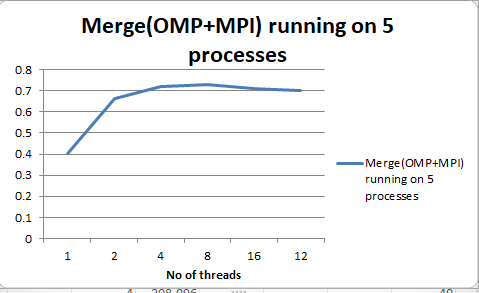 Merge(OMP+MPI) running on 5
processes
0.8
0.7
0.6
0.5
0.4
0.3
0.2
0.1
0
1 2 4 8 16 12
No of threads
Merge(OMP+MPI)
running on 5
processes